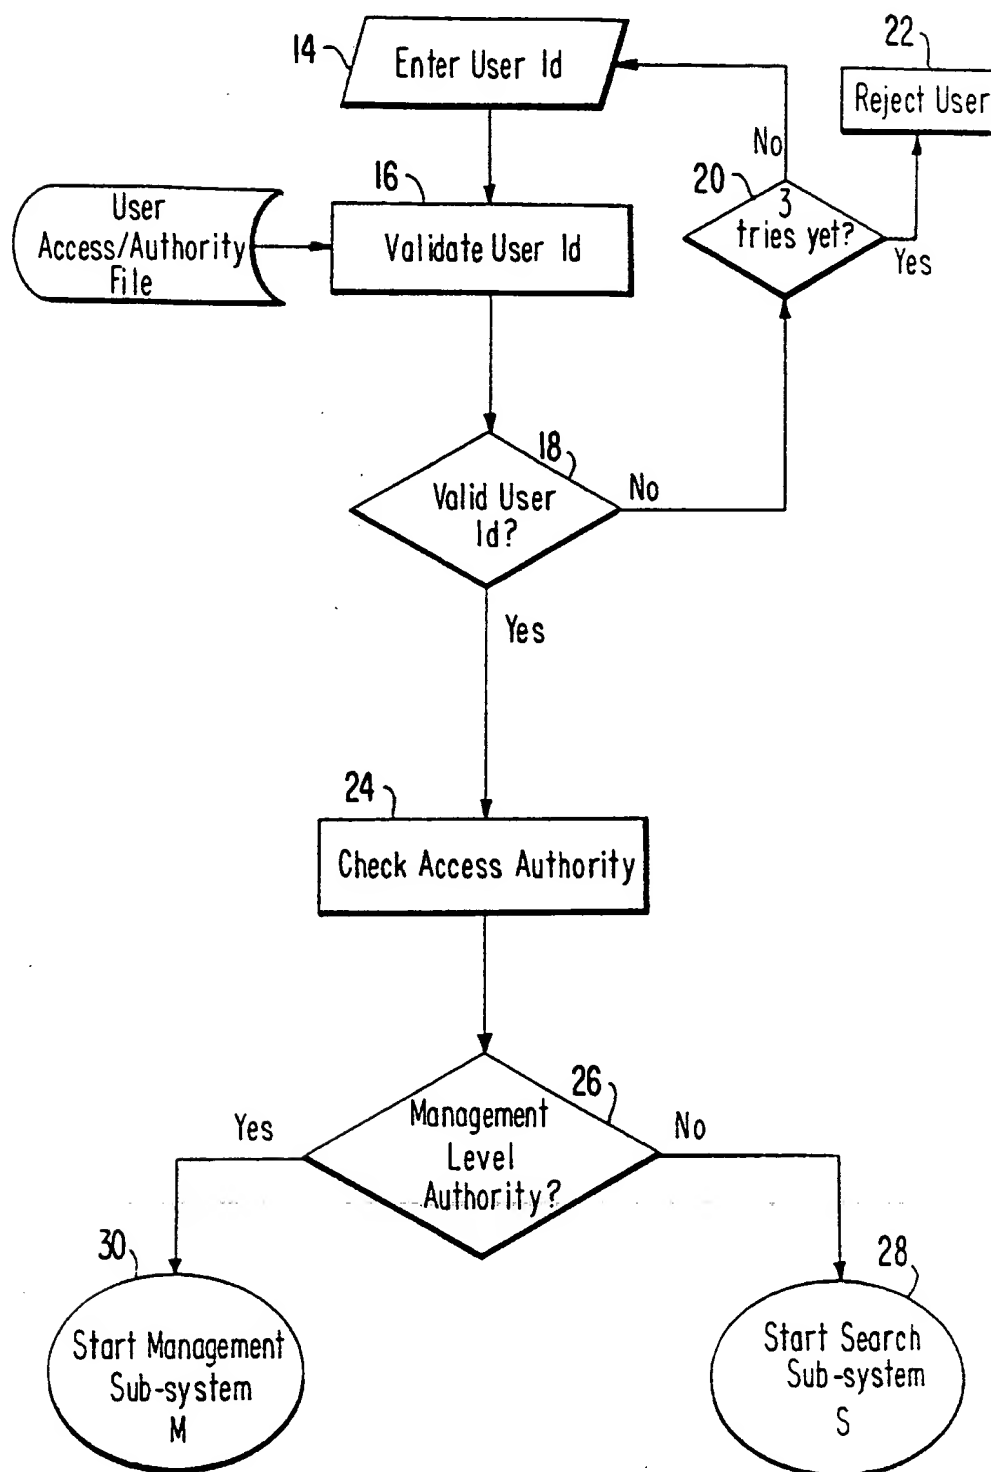 14
Enter User Id
22
Reject User
No
20
3
tries yet?
Yes
16
User
Access/Authority
File
Validate User Id
18
Valid User
Id?
No
Yes
24
Check Access Authority
26
Management
Level
Authority?
Yes
No
30
Start Management
Sub-system
M
28
Start Search
Sub-system
S